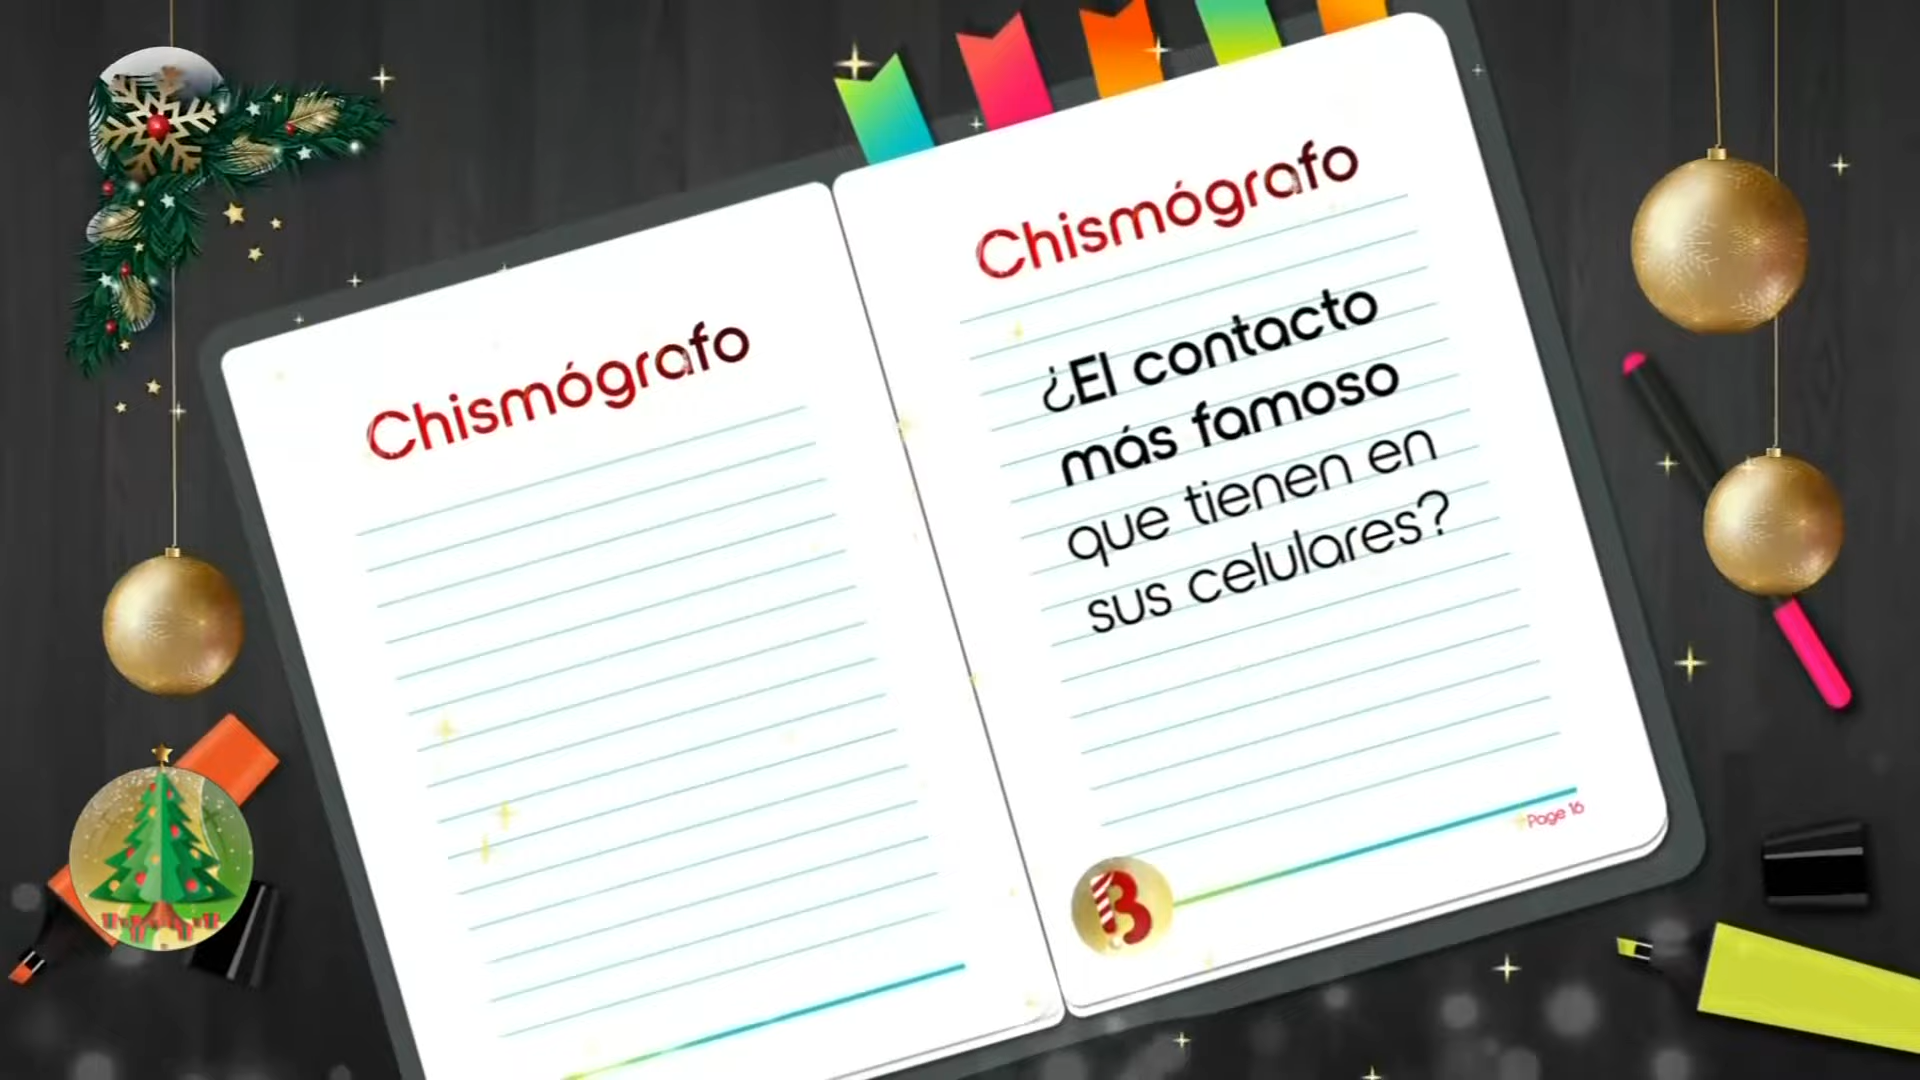 Chismógrafo
Chismógrafo
¿El contacto
más famoso
que tienen en
sus celulares?
Page 16
B